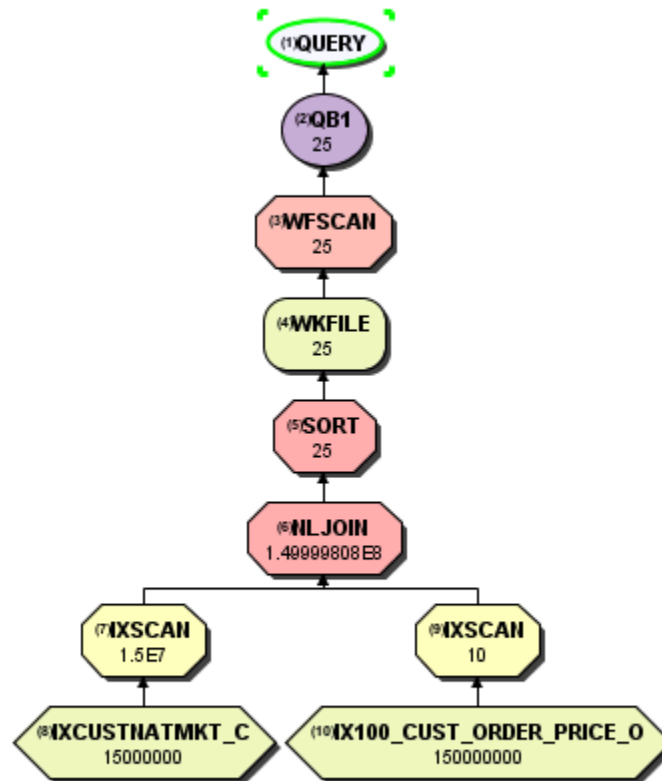 (1)QUERY
(2)QB1
25
(3)WFSCAN
25
(4)WKFILE
25
(5)SORT
25
(6)NLJOIN
1.49999808E8
(7)IXSCAN
1.5E7
(9)IXSCAN
10
(8)IXCUSTNATMKT_C
15000000
(10)IX100_CUST_ORDER_PRICE_O
150000000